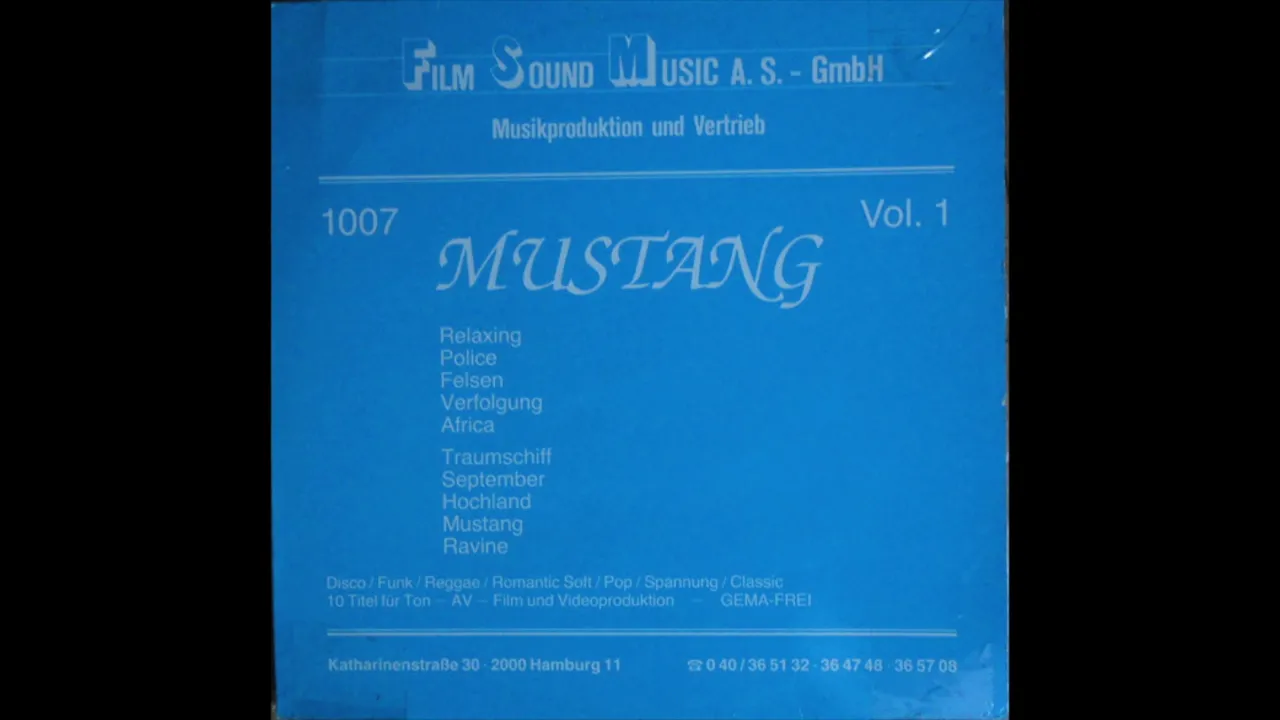 FILM SOUND MUSIC A. S. - GmbH
Musikproduktion und Vertrieb
1007
Vol. 1
MUSTANG
Relaxing
Police
Felsen
Verfolgung
Africa
Traumschiff
September
Hochland
Mustang
Ravine
Disco / Funk / Reggae / Romantic Soft / Pop / Spannung / Classic
10 Titel für Ton — AV — Film und Videoproduktion — GEMA-FREI
Katharinenstraße 30 · 2000 Hamburg 11
☎ 0 40 / 36 51 32 · 36 47 48 · 36 57 08